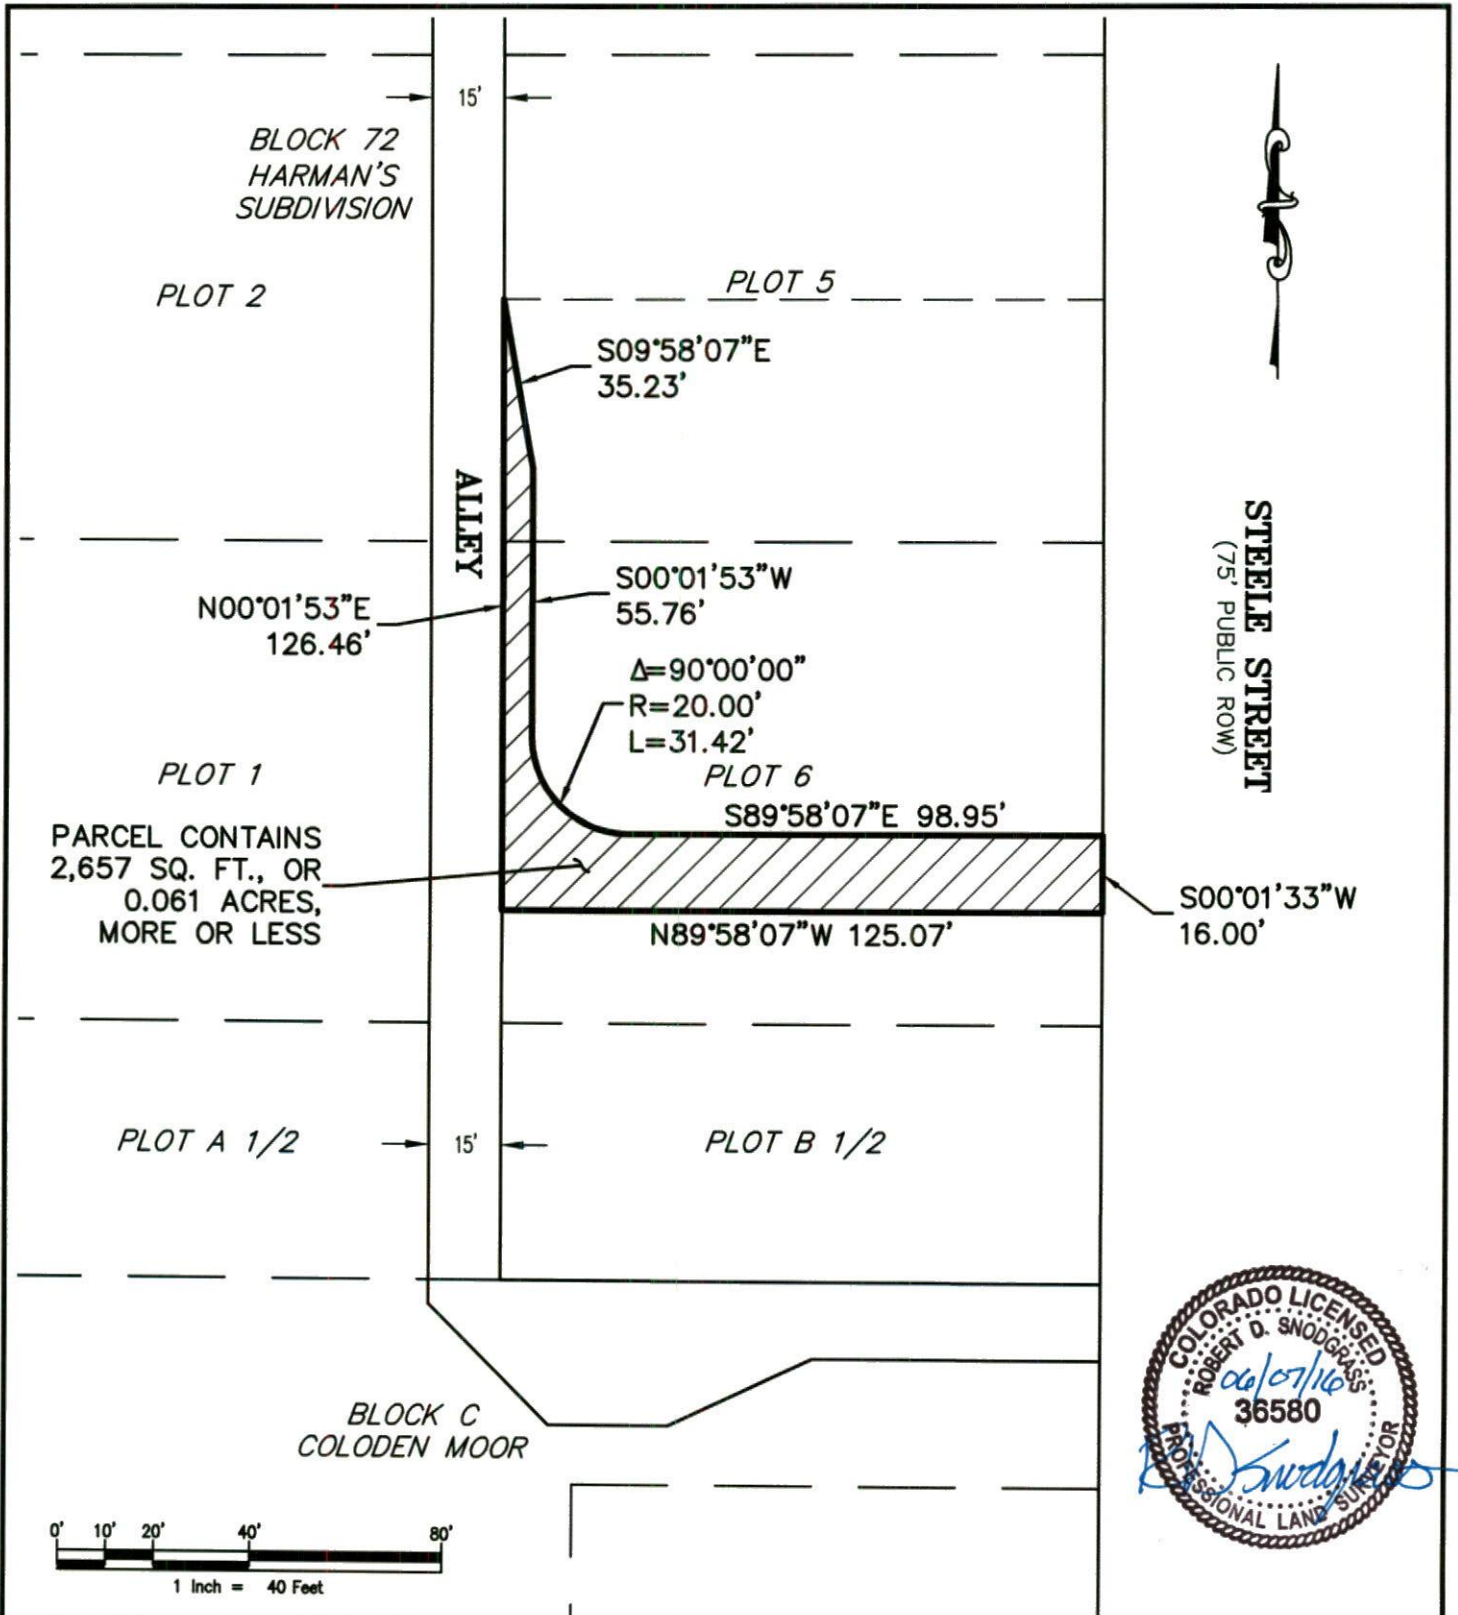 15'
BLOCK 72
HARMAN'S
SUBDIVISION
PLOT 2
PLOT 5
S09°58'07"E
35.23'
ALLEY
STEELE STREET
(75' PUBLIC ROW)
N00°01'53"E
126.46'
S00°01'53"W
55.76'
Δ=90°00'00"
R=20.00'
L=31.42'
PLOT 1
PLOT 6
S89°58'07"E 98.95'
PARCEL CONTAINS
2,657 SQ. FT., OR
0.061 ACRES,
MORE OR LESS
S00°01'33"W
16.00'
N89°58'07"W 125.07'
PLOT A 1/2
15'
PLOT B 1/2
BLOCK C
COLODEN MOOR
COLORADO LICENSED
ROBERT D. SNODGRASS
06/07/16
36580
PROFESSIONAL LAND SURVEYOR
0' 10' 20' 40' 80'
1 Inch = 40 Feet